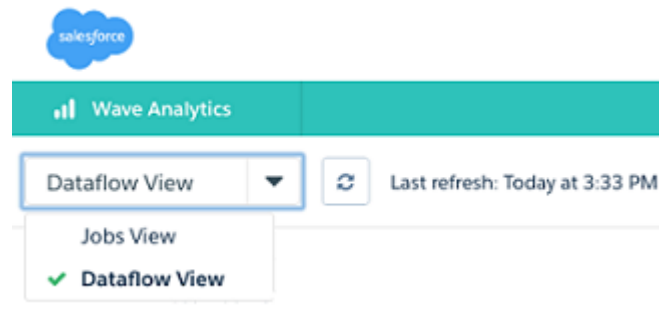 salesforce
Wave Analytics
Dataflow View
Last refresh: Today at 3:33 PM
Jobs View
Dataflow View